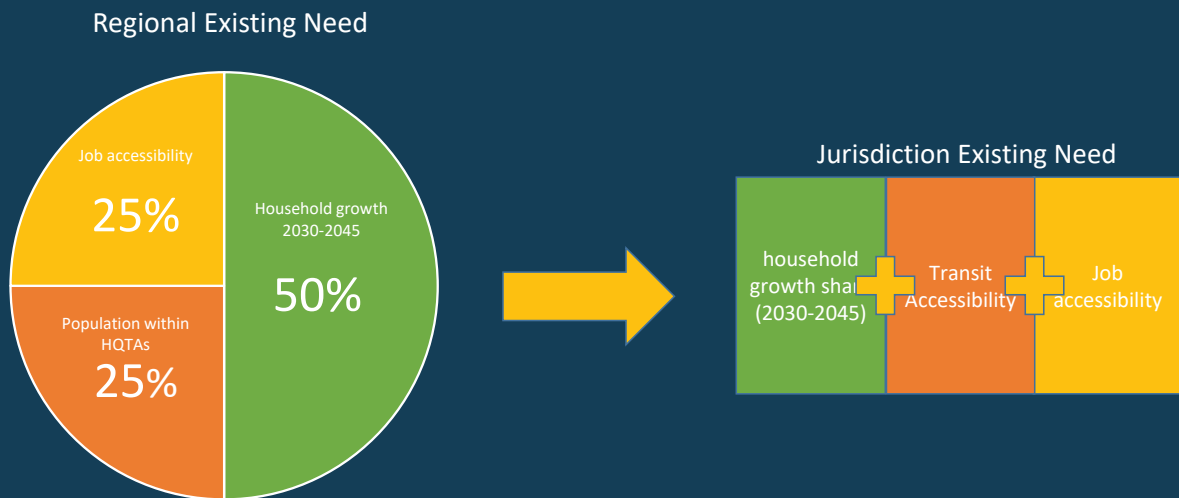 Regional Existing Need
Job accessibility
25%
Household growth
2030-2045
50%
Population within
HQTAs
25%
Jurisdiction Existing Need
household
growth shar
(2030-2045)
Transit
Accessibility
Job
accessibility